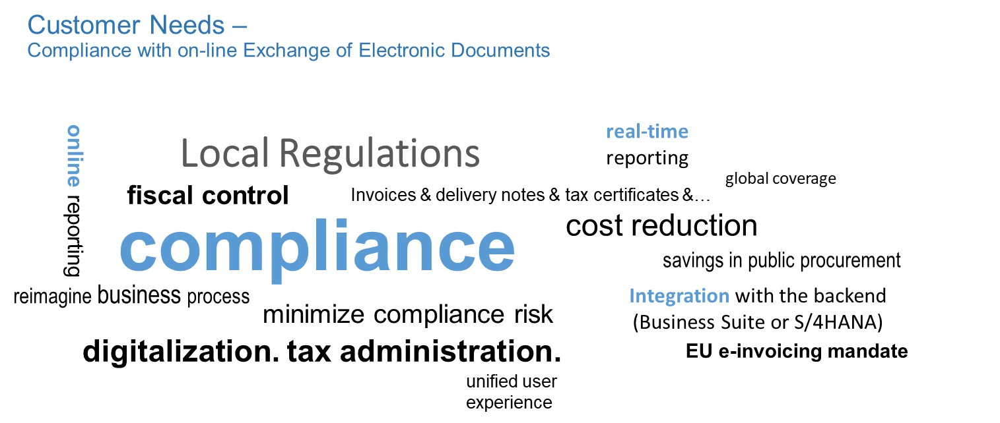 Customer Needs –
Compliance with on-line Exchange of Electronic Documents
online reporting
Local Regulations
real-time
reporting
global coverage
fiscal control
Invoices & delivery notes & tax certificates &…
compliance
cost reduction
savings in public procurement
reimagine business process
minimize compliance risk
Integration with the backend
(Business Suite or S/4HANA)
digitalization. tax administration.
EU e-invoicing mandate
unified user
experience